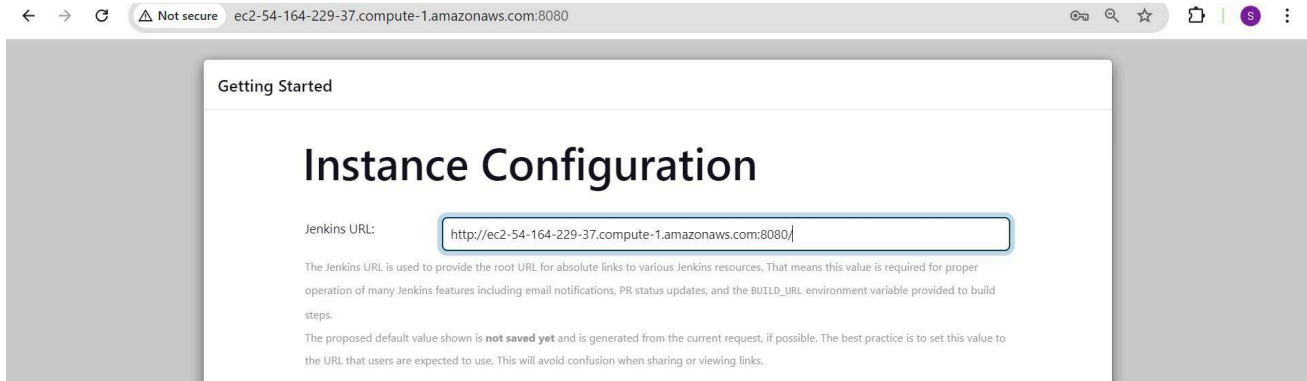 Not secure ec2-54-164-229-37.compute-1.amazonaws.com:8080
S
Getting Started
Instance Configuration
Jenkins URL: http://ec2-54-164-229-37.compute-1.amazonaws.com:8080/
The Jenkins URL is used to provide the root URL for absolute links to various Jenkins resources. That means this value is required for proper
operation of many Jenkins features including email notifications, PR status updates, and the BUILD_URL environment variable provided to build
steps.
The proposed default value shown is not saved yet and is generated from the current request, if possible. The best practice is to set this value to
the URL that users are expected to use. This will avoid confusion when sharing or viewing links.